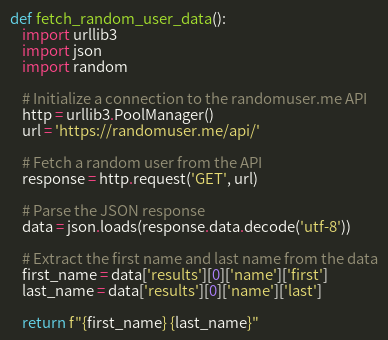 def fetch_random_user_data():
    import urllib3
    import json
    import random

    # Initialize a connection to the randomuser.me API
    http = urllib3.PoolManager()
    url = 'https://randomuser.me/api/'

    # Fetch a random user from the API
    response = http.request('GET', url)

    # Parse the JSON response
    data = json.loads(response.data.decode('utf-8'))

    # Extract the first name and last name from the data
    first_name = data['results'][0]['name']['first']
    last_name = data['results'][0]['name']['last']

    return f"{first_name} {last_name}"